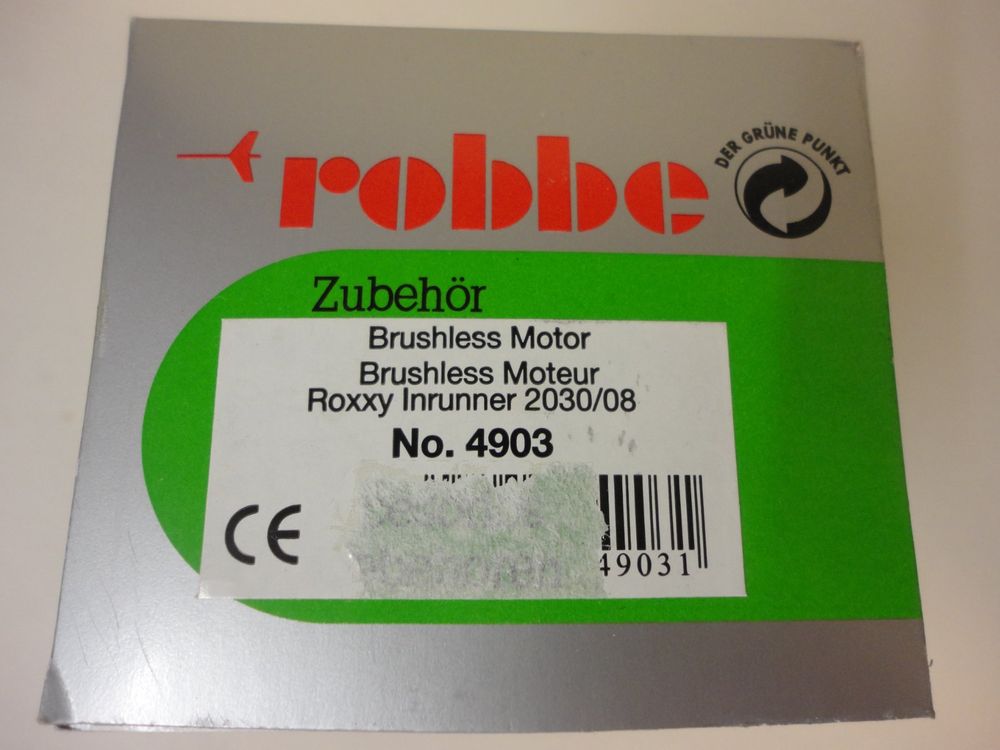 robbe
DER GRÜNE PUNKT
Zubehör
Brushless Motor
Brushless Moteur
Roxxy Inrunner 2030/08
No. 4903
CE
49031